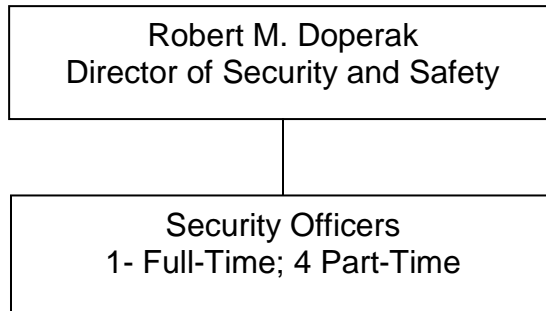 Robert M. Doperak
Director of Security and Safety
Security Officers
1- Full-Time; 4 Part-Time